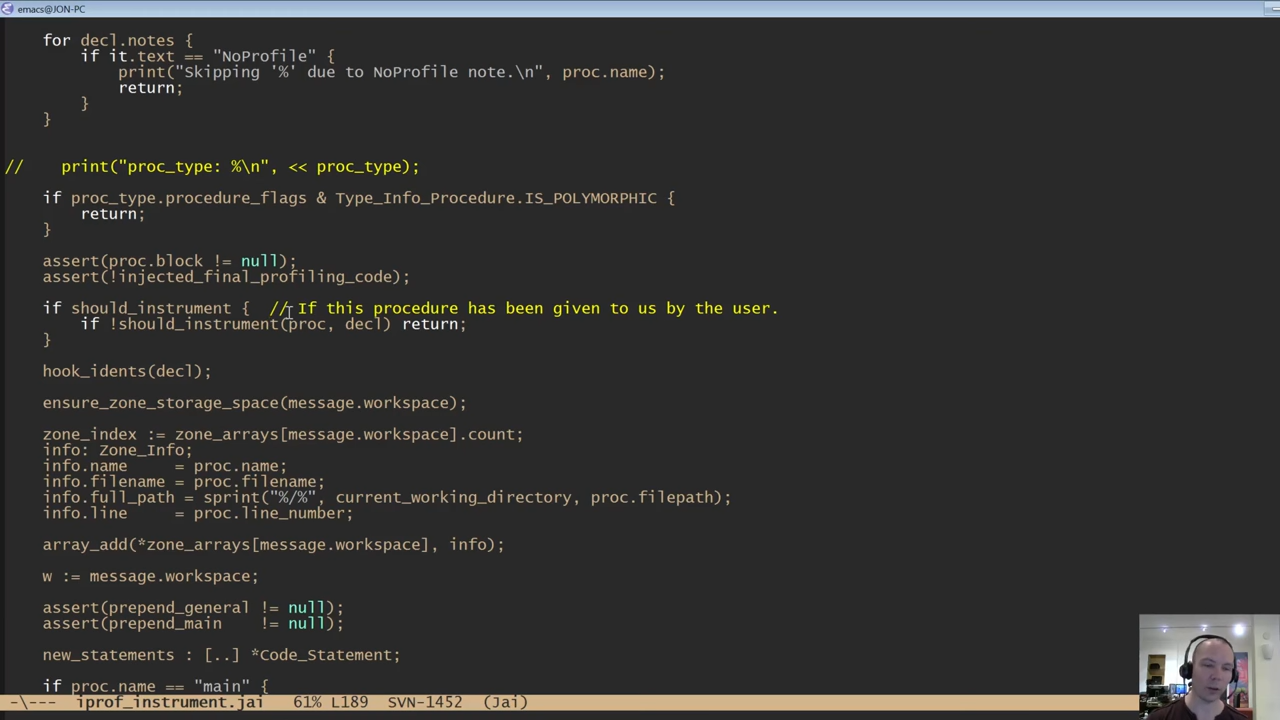 emacs@JON-PC
for decl.notes {
if it.text == "NoProfile" {
print("Skipping '%' due to NoProfile note.\n", proc.name);
return;
}
}
//    print("proc_type: %\n", << proc_type);
if proc_type.procedure_flags & Type_Info_Procedure.IS_POLYMORPHIC {
return;
}
assert(proc.block != null);
assert(!injected_final_profiling_code);
if should_instrument {  // If this procedure has been given to us by the user.
if !should_instrument(proc, decl) return;
}
hook_idents(decl);
ensure_zone_storage_space(message.workspace);
zone_index := zone_arrays[message.workspace].count;
info: Zone_Info;
info.name      = proc.name;
info.filename  = proc.filename;
info.full_path = sprint("%/%", current_working_directory, proc.filepath);
info.line      = proc.line_number;
array_add(*zone_arrays[message.workspace], info);
w := message.workspace;
assert(prepend_general != null);
assert(prepend_main    != null);
new_statements : [..] *Code_Statement;
if proc.name == "main" {
-\---   iprof_instrument.jai   61% L189   SVN-1452  (Jai)